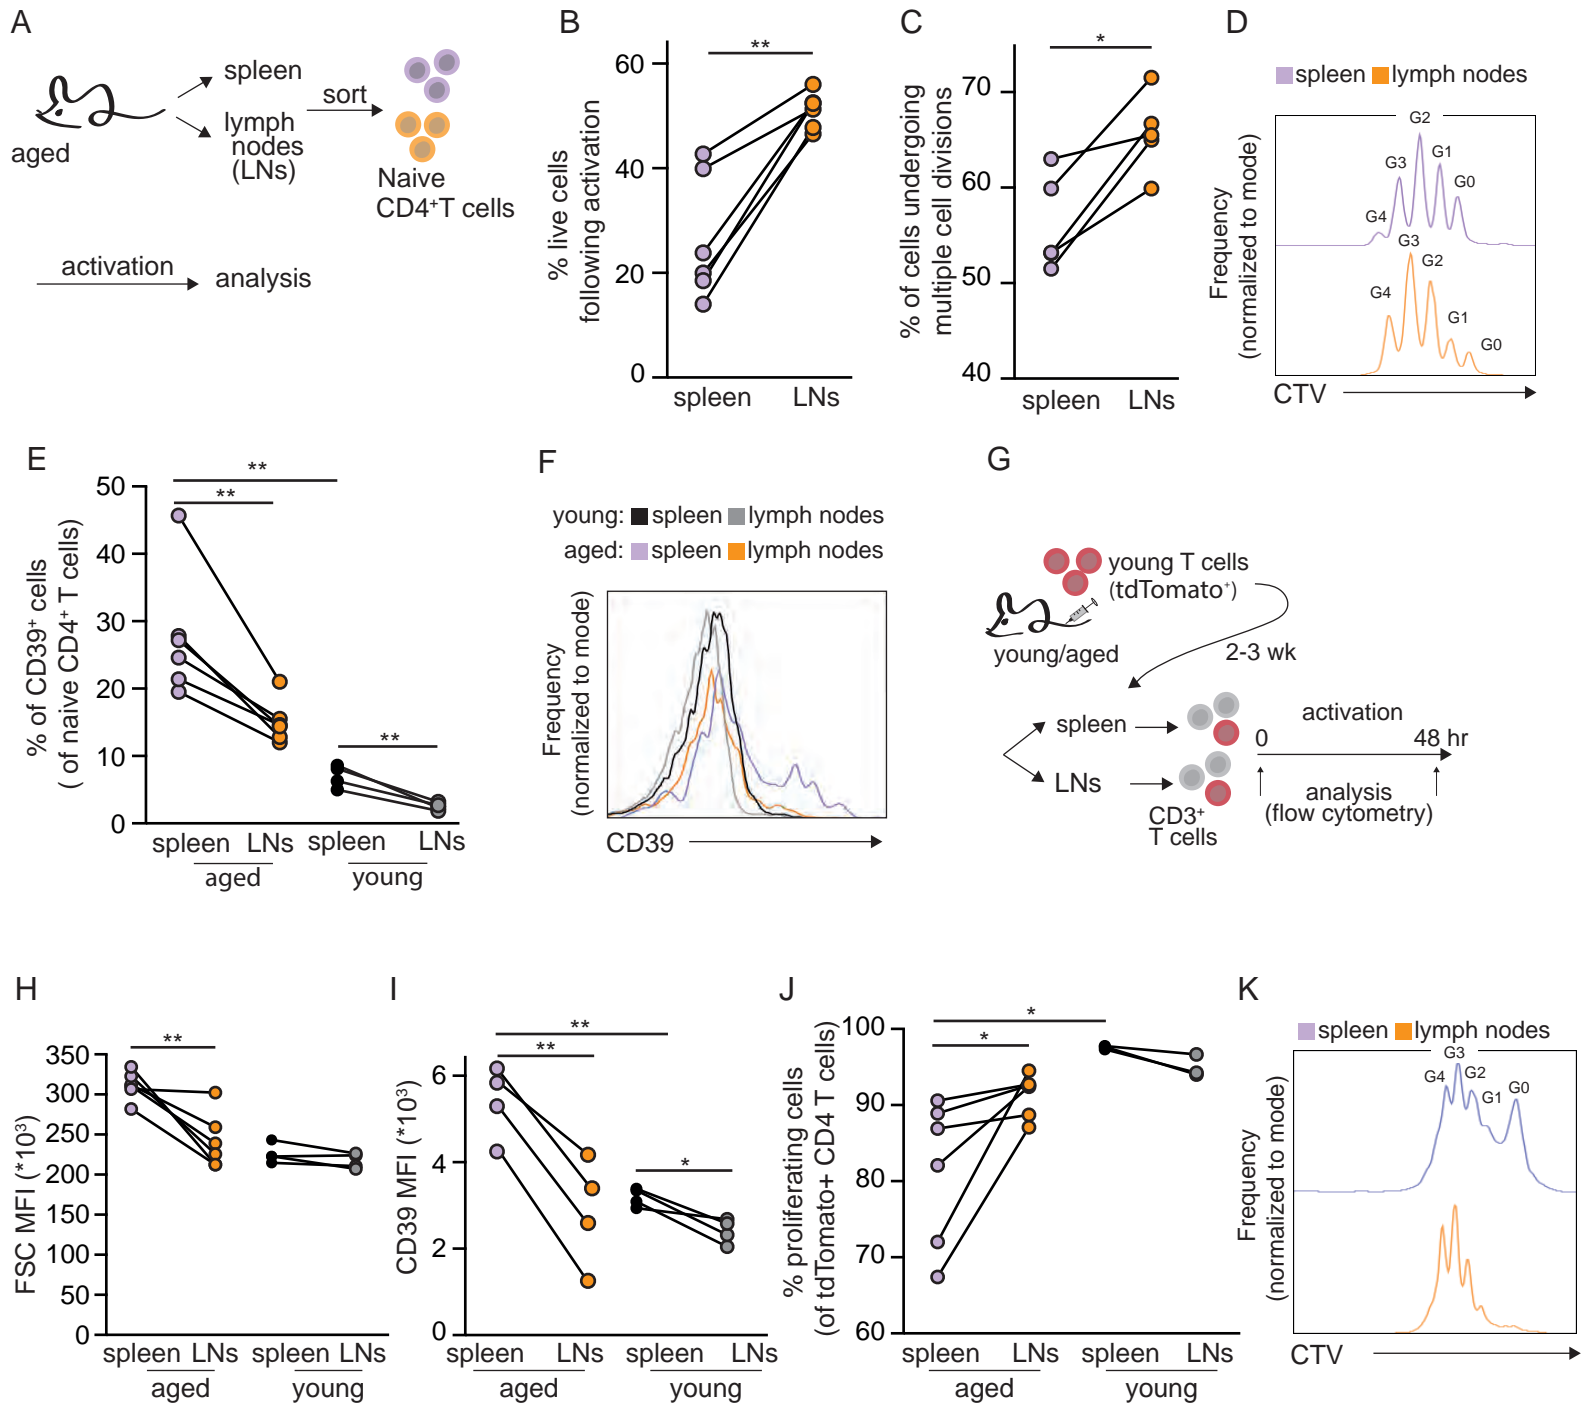 A
aged
spleen
lymph
nodes
(LNs)
sort
Naive
CD4+T cells
activation
analysis
B
**
% live cells
following activation
60
40
20
0
spleen LNs
C
*
% of cells undergoing
multiple cell divisions
70
60
50
40
spleen LNs
D
spleen lymph nodes
G2
G3
G1
G0
G4
G3
G2
G4
G1
G0
Frequency
(normalized to mode)
CTV
E
**
**
**
% of CD39+ cells
( of naive CD4+ T cells)
50
40
30
20
10
0
spleen LNs spleen LNs
aged young
F
young: spleen lymph nodes
aged: spleen lymph nodes
Frequency
(normalized to mode)
CD39
G
young T cells
(tdTomato+)
young/aged
2-3 wk
spleen
LNs
CD3+
T cells
activation
0 48 hr
analysis
(flow cytometry)
H
**
FSC MFI (*10³)
350
300
250
200
150
100
50
0
spleen LNs spleen LNs
aged young
I
**
**
*
CD39 MFI (*10³)
6
4
2
0
spleen LNs spleen LNs
aged young
J
*
*
% proliferating cells
(of tdTomato+ CD4 T cells)
100
90
80
70
60
spleen LNs spleen LNs
aged young
K
spleen lymph nodes
G3
G4 G2
G1
G0
Frequency
(normalized to mode)
CTV